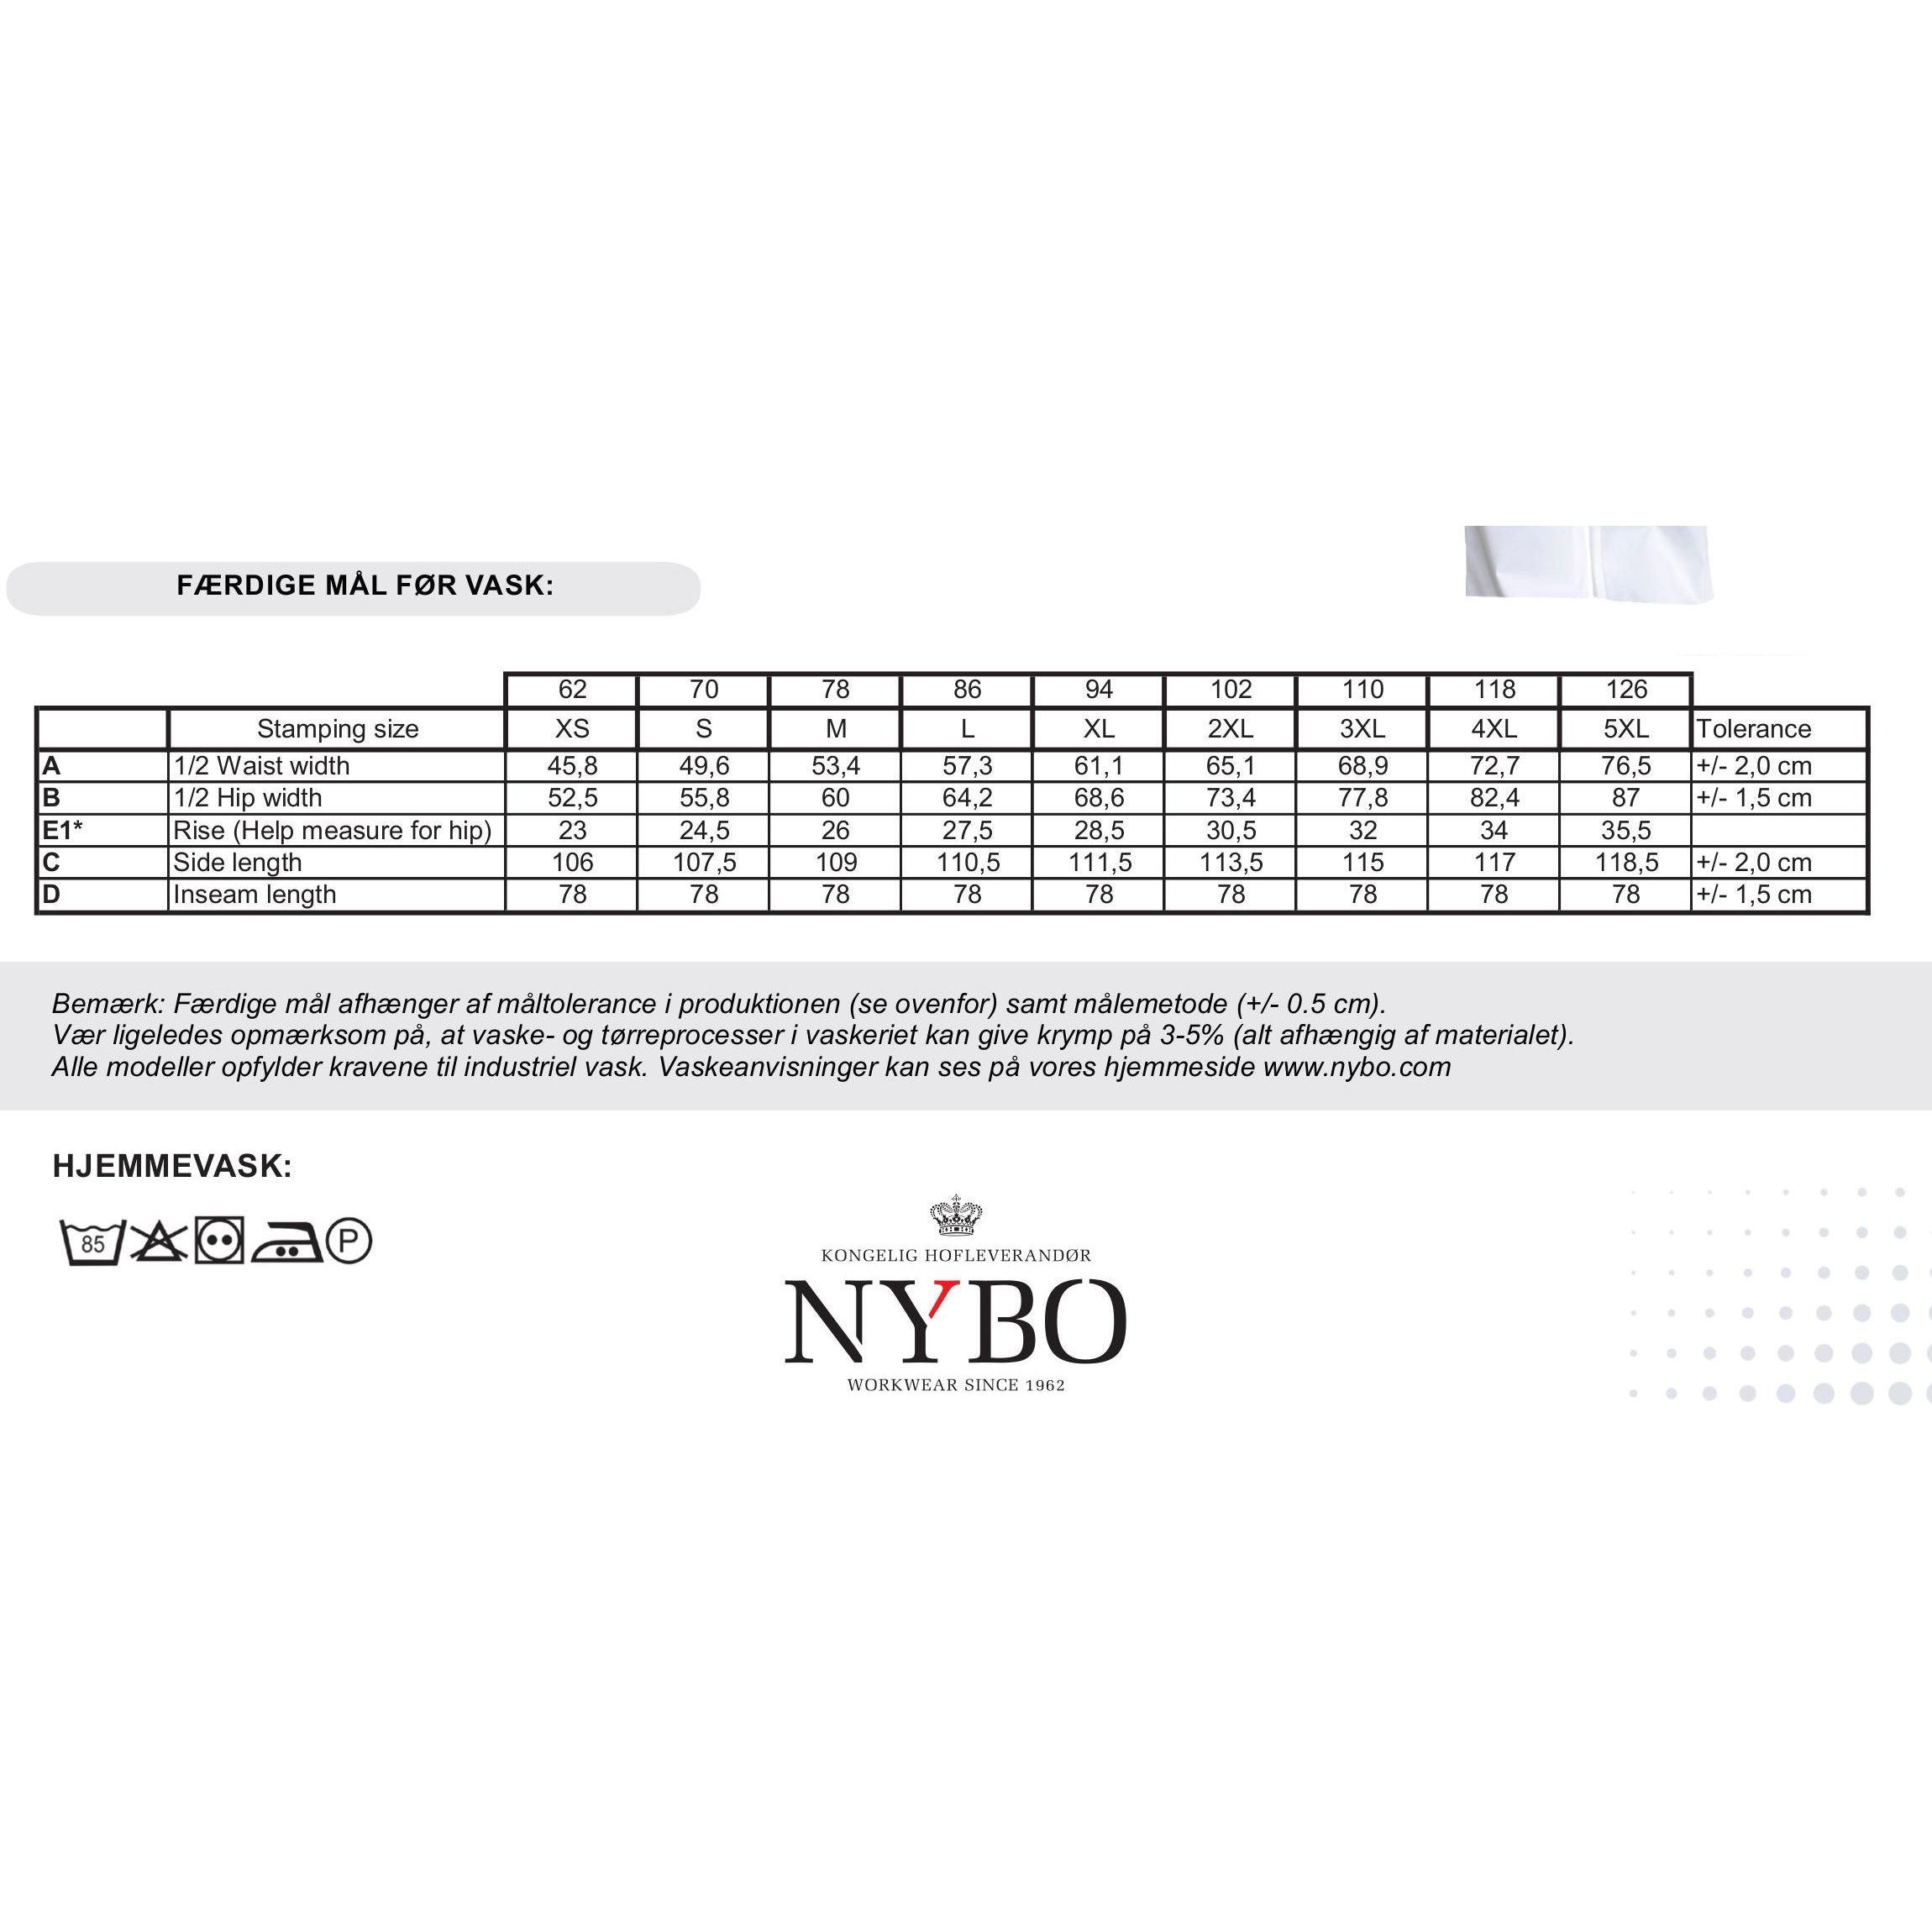 FÆRDIGE MÅL FØR VASK:
62 70 78 86 94 102 110 118 126
Stamping size XS S M L XL 2XL 3XL 4XL 5XL Tolerance
A 1/2 Waist width 45,8 49,6 53,4 57,3 61,1 65,1 68,9 72,7 76,5 +/- 2,0 cm
B 1/2 Hip width 52,5 55,8 60 64,2 68,6 73,4 77,8 82,4 87 +/- 1,5 cm
E1* Rise (Help measure for hip) 23 24,5 26 27,5 28,5 30,5 32 34 35,5
C Side length 106 107,5 109 110,5 111,5 113,5 115 117 118,5 +/- 2,0 cm
D Inseam length 78 78 78 78 78 78 78 78 78 +/- 1,5 cm
Bemærk: Færdige mål afhænger af måltolerance i produktionen (se ovenfor) samt målemetode (+/- 0.5 cm).
Vær ligeledes opmærksom på, at vaske- og tørreprocesser i vaskeriet kan give krymp på 3-5% (alt afhængig af materialet).
Alle modeller opfylder kravene til industriel vask. Vaskeanvisninger kan ses på vores hjemmeside www.nybo.com
HJEMMEVASK:
85 P
KONGELIG HOFLEVERANDØR
NYBO
WORKWEAR SINCE 1962